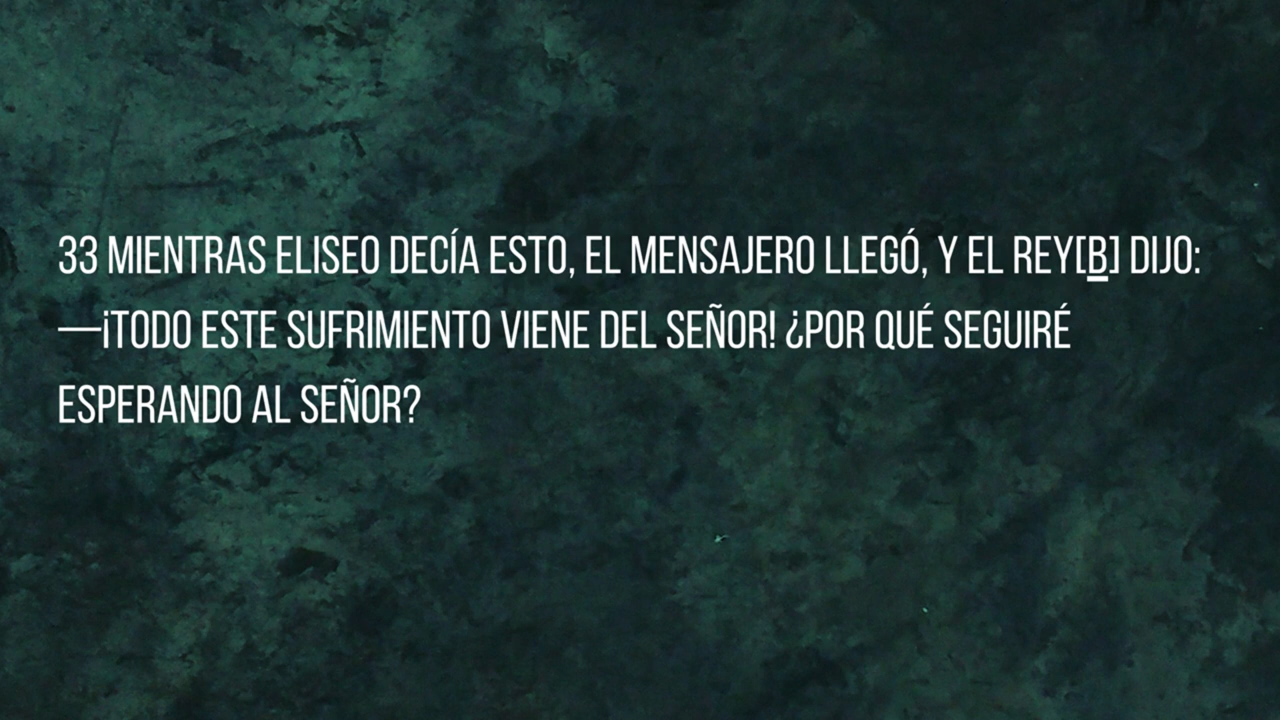 33 MIENTRAS ELISEO DECÍA ESTO, EL MENSAJERO LLEGÓ, Y EL REY[B] DIJO:
—¡TODO ESTE SUFRIMIENTO VIENE DEL SEÑOR! ¿POR QUÉ SEGUIRÉ
ESPERANDO AL SEÑOR?